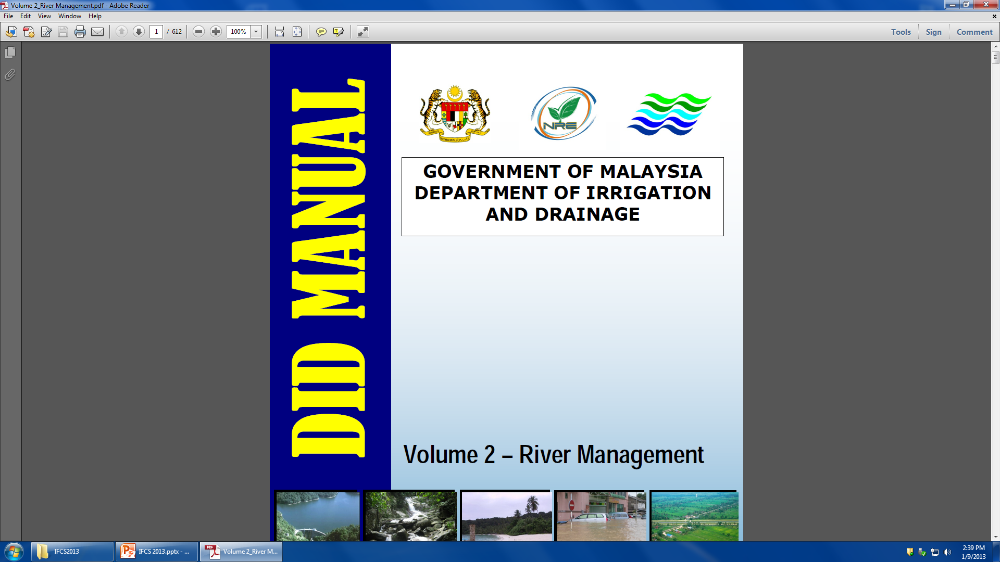 Volume 2_River Management.pdf - Adobe Reader
File Edit View Window Help
1 / 612 100% Tools Sign Comment
DID MANUAL
NRE
GOVERNMENT OF MALAYSIA
DEPARTMENT OF IRRIGATION
AND DRAINAGE
Volume 2 – River Management
IFCS2013
IFCS 2013.pptx - ...
PDF
Volume 2_River M...
2:39 PM
1/9/2013